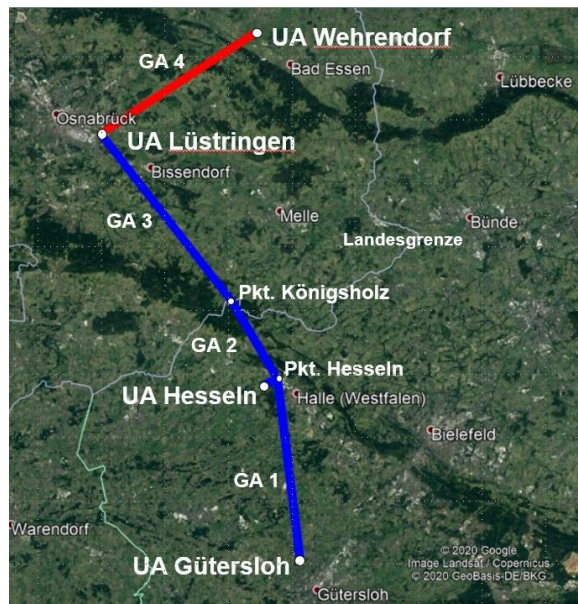 UA Wehrendorf
GA 4
Bad Essen
Lübbecke
Osnabrück
UA Lüstringen
Bissendorf
GA 3
Melle
Bünde
Landesgrenze
Pkt. Königsholz
GA 2
Pkt. Hesseln
UA Hesseln
Halle (Westfalen)
Bielefeld
GA 1
Warendorf
© 2020 Google
Image Landsat / Copernicus
© 2020 GeoBasis-DE/BKG
UA Gütersloh
Gütersloh